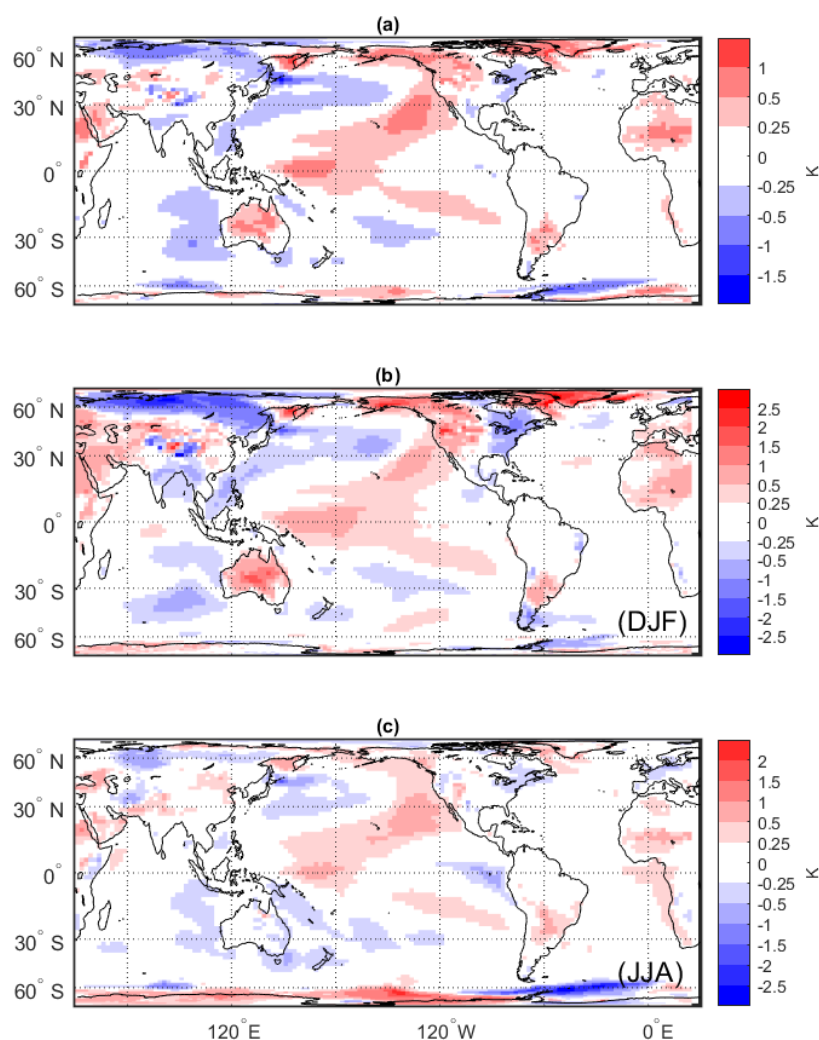 (a)
60° N
30° N
0°
30° S
60° S
1
0.5
0.25
0
-0.25
-0.5
-1
-1.5
K
(b)
60° N
30° N
0°
30° S
60° S
(DJF)
2.5
2
1.5
1
0.5
0.25
0
-0.25
-0.5
-1
-1.5
-2
-2.5
K
(c)
60° N
30° N
0°
30° S
60° S
(JJA)
2
1.5
1
0.5
0.25
0
-0.25
-0.5
-1
-1.5
-2
-2.5
K
120° E
120° W
0° E